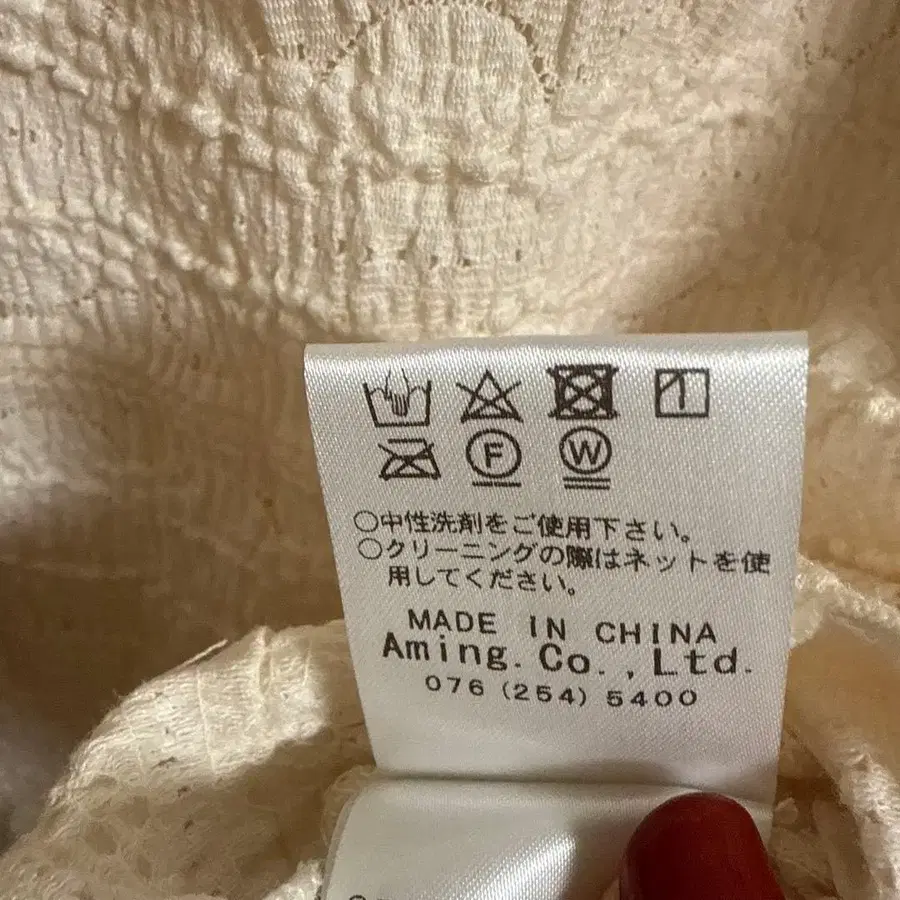 F W
○中性洗剤をご使用下さい。
○クリーニングの際はネットを使
用してください。
MADE IN CHINA
Aming.Co.,Ltd.
076(254)5400